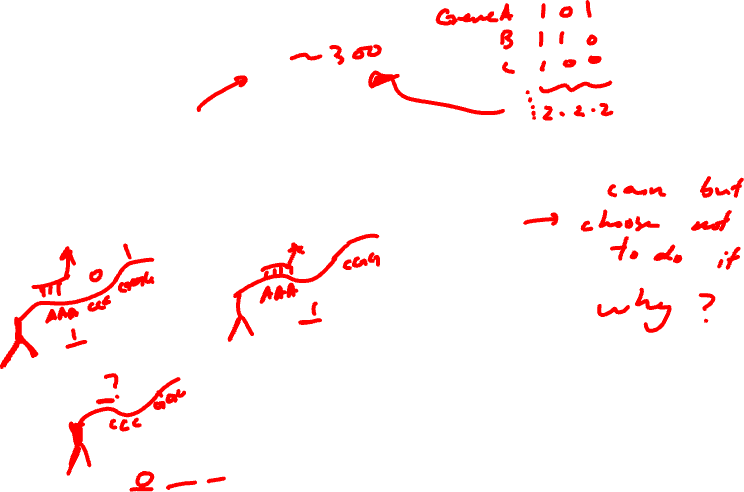 Gene A 1 0 1
B 1 1 0
C 1 0 0
~300
2.2.2
can but
→ choose not
to do it
why ?
0 1
AAA CCC GGG
1
AAA
1
?
CCC GGG
0 _ _